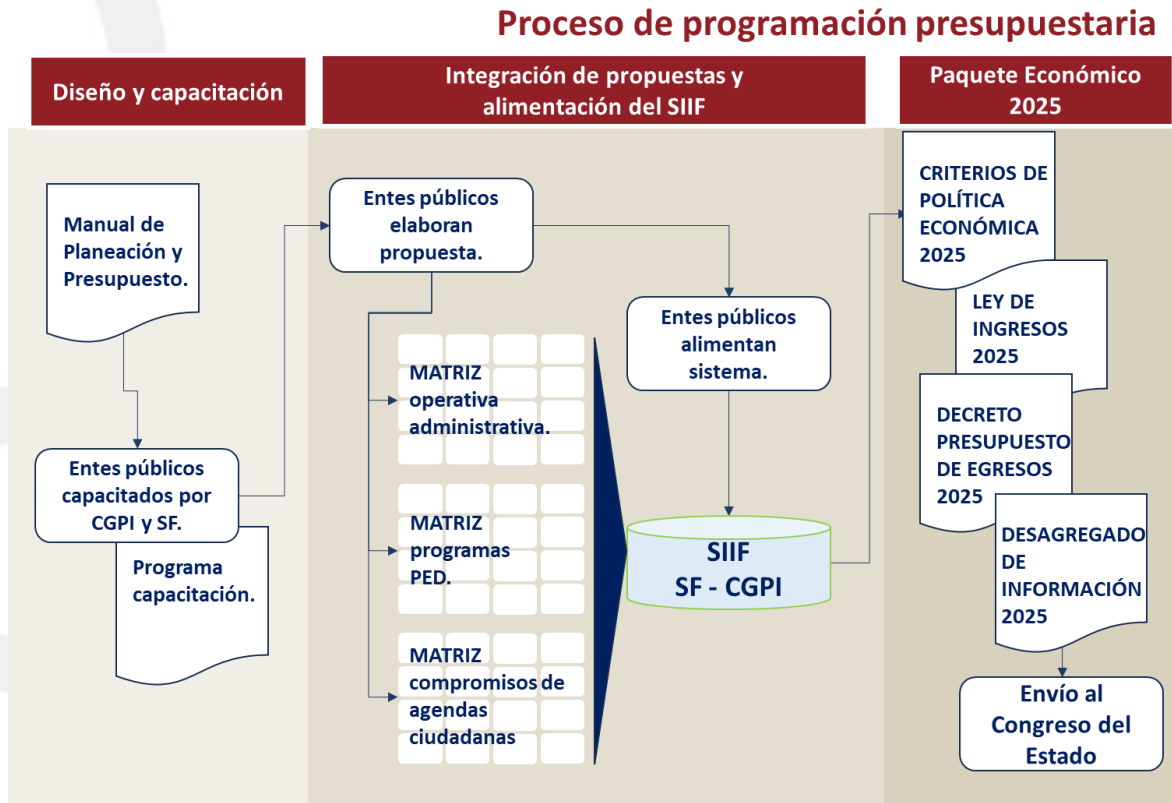 Proceso de programación presupuestaria
Diseño y capacitación
Integración de propuestas y
alimentación del SIIF
Paquete Económico
2025
Manual de
Planeación y
Presupuesto.
Entes públicos
capacitados por
CGPI y SF.
Programa
capacitación.
Entes públicos
elaboran
propuesta.
MATRIZ
operativa
administrativa.
MATRIZ
programas
PED.
MATRIZ
compromisos de
agendas
ciudadanas
Entes públicos
alimentan
sistema.
SIIF
SF - CGPI
CRITERIOS DE
POLÍTICA
ECONÓMICA
2025
LEY DE
INGRESOS
2025
DECRETO
PRESUPUESTO
DE EGRESOS
2025
DESAGREGADO
DE
INFORMACIÓN
2025
Envío al
Congreso del
Estado